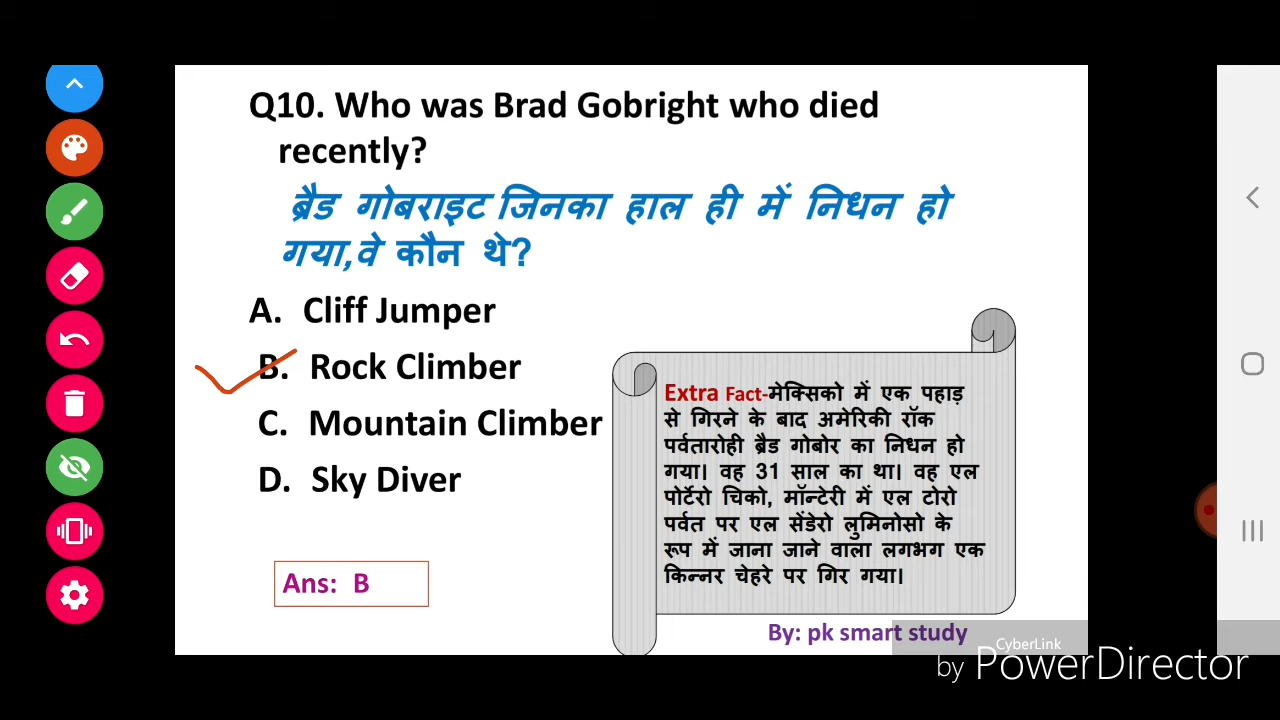 Q10. Who was Brad Gobright who died
recently?
ब्रैड गोबराइट जिनका हाल ही में निधन हो
गया,वे कौन थे?
A. Cliff Jumper
B. Rock Climber
C. Mountain Climber
D. Sky Diver
Ans: B
Extra Fact-मेक्सिको में एक पहाड़
से गिरने के बाद अमेरिकी रॉक
पर्वतारोही ब्रैड गोबोर का निधन हो
गया। वह 31 साल का था। वह एल
पोर्टेरो चिको, मॉन्टेरी में एल टोरो
पर्वत पर एल सेंडेरो लुमिनोसो के
रूप में जाना जाने वाला लगभग एक
किन्नर चेहरे पर गिर गया।
By: pk smart study
CyberLink
by PowerDirector